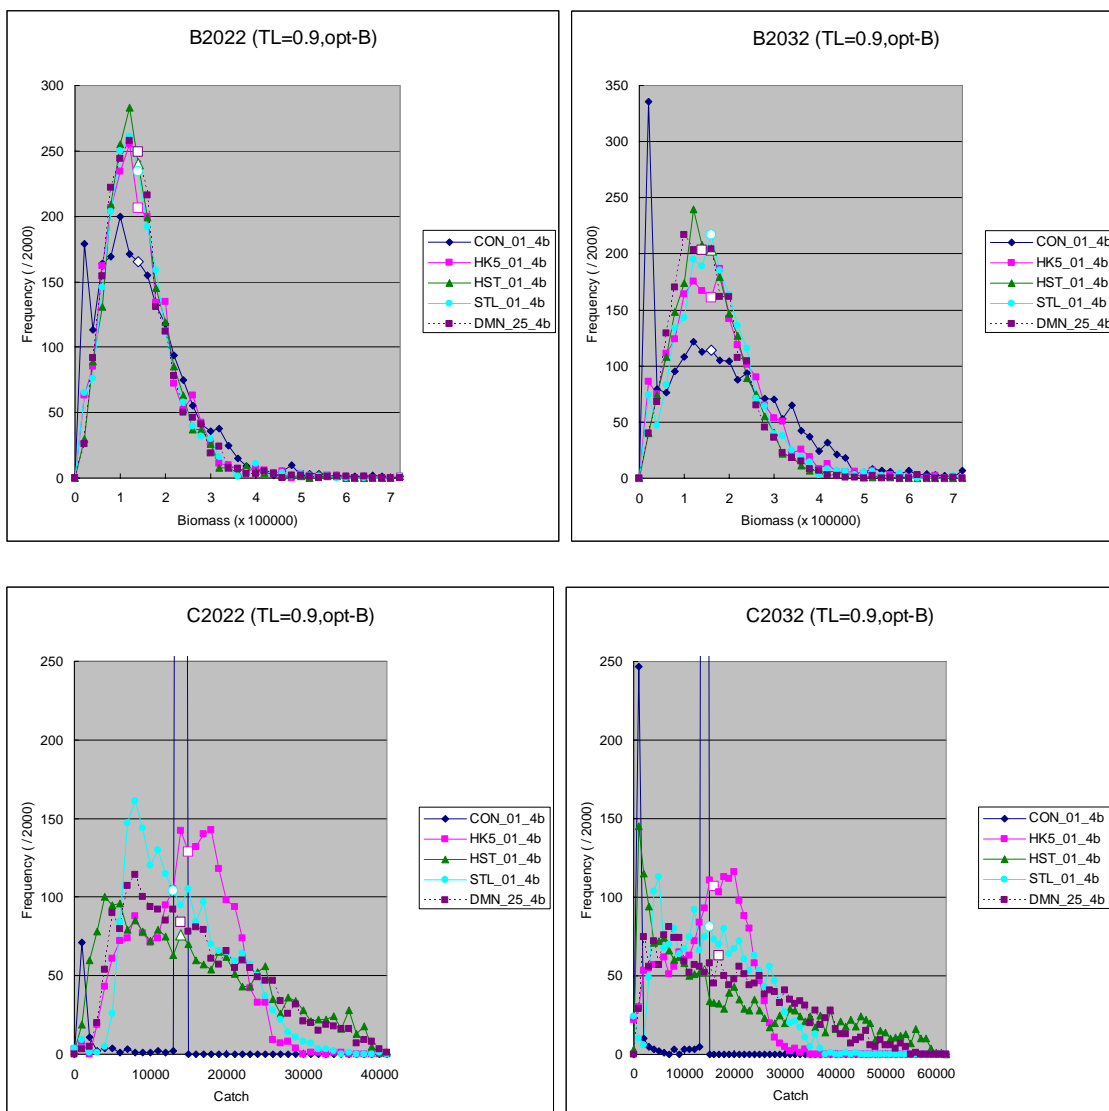 B2022 (TL=0.9,opt-B)
300
250
200
150
100
50
0
Frequency ( / 2000)
0 1 2 3 4 5 6 7
Biomass (x 100000)
CON_01_4b
HK5_01_4b
HST_01_4b
STL_01_4b
DMN_25_4b
B2032 (TL=0.9,opt-B)
350
300
250
200
150
100
50
0
Frequency ( / 2000)
0 1 2 3 4 5 6 7
Biomass (x 100000)
CON_01_4b
HK5_01_4b
HST_01_4b
STL_01_4b
DMN_25_4b
C2022 (TL=0.9,opt-B)
250
200
150
100
50
0
Frequency ( / 2000)
0 10000 20000 30000 40000
Catch
CON_01_4b
HK5_01_4b
HST_01_4b
STL_01_4b
DMN_25_4b
C2032 (TL=0.9,opt-B)
250
200
150
100
50
0
Frequency ( / 2000)
0 10000 20000 30000 40000 50000 60000
Catch
CON_01_4b
HK5_01_4b
HST_01_4b
STL_01_4b
DMN_25_4b